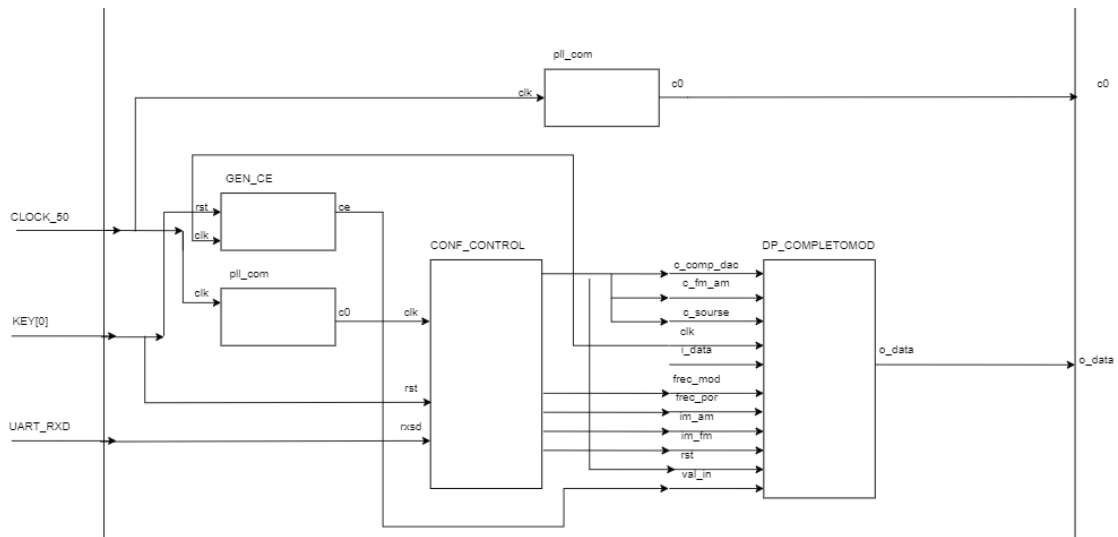 pll_com
clk
c0
c0
GEN_CE
rst
ce
CLOCK_50
clk
CONF_CONTROL
DP_COMPLETOMOD
pll_com
c_comp_dac
c_fm_am
clk
c0
clk
c_sourse
KEY[0]
clk
i_data
o_data
o_data
frec_mod
rst
frec_por
im_am
UART_RXD
rxsd
im_fm
rst
val_in